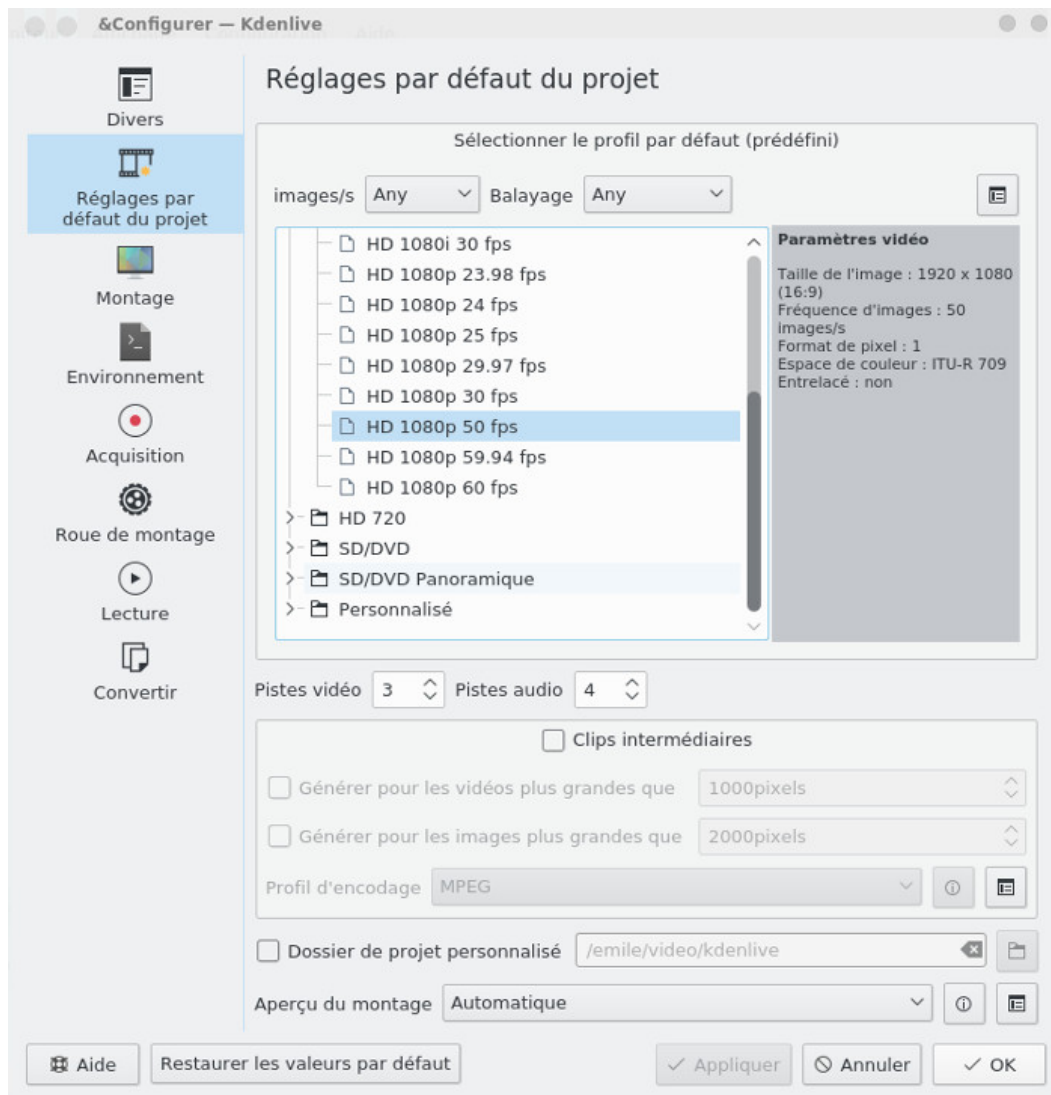 &Configurer — Kdenlive
Divers
Réglages par
défaut du projet
Montage
Environnement
Acquisition
Roue de montage
Lecture
Convertir
Réglages par défaut du projet
Sélectionner le profil par défaut (prédéfini)
images/s Any Balayage Any
HD 1080i 30 fps
HD 1080p 23.98 fps
HD 1080p 24 fps
HD 1080p 25 fps
HD 1080p 29.97 fps
HD 1080p 30 fps
HD 1080p 50 fps
HD 1080p 59.94 fps
HD 1080p 60 fps
HD 720
SD/DVD
SD/DVD Panoramique
Personnalisé
Paramètres vidéo
Taille de l'image : 1920 x 1080
(16:9)
Fréquence d'images : 50
images/s
Format de pixel : 1
Espace de couleur : ITU-R 709
Entrelacé : non
Pistes vidéo 3 Pistes audio 4
Clips intermédiaires
Générer pour les vidéos plus grandes que 1000pixels
Générer pour les images plus grandes que 2000pixels
Profil d'encodage MPEG
Dossier de projet personnalisé /emile/video/kdenlive
Aperçu du montage Automatique
Aide Restaurer les valeurs par défaut Appliquer Annuler OK